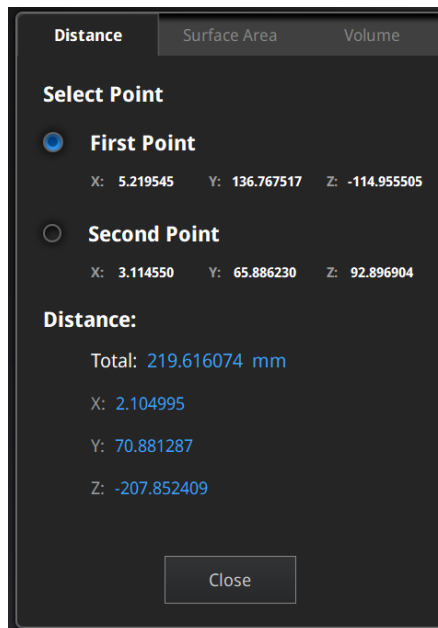 Distance Surface Area Volume
Select Point
First Point
X: 5.219545 Y: 136.767517 Z: -114.955505
Second Point
X: 3.114550 Y: 65.886230 Z: 92.896904
Distance:
Total: 219.616074 mm
X: 2.104995
Y: 70.881287
Z: -207.852409
Close